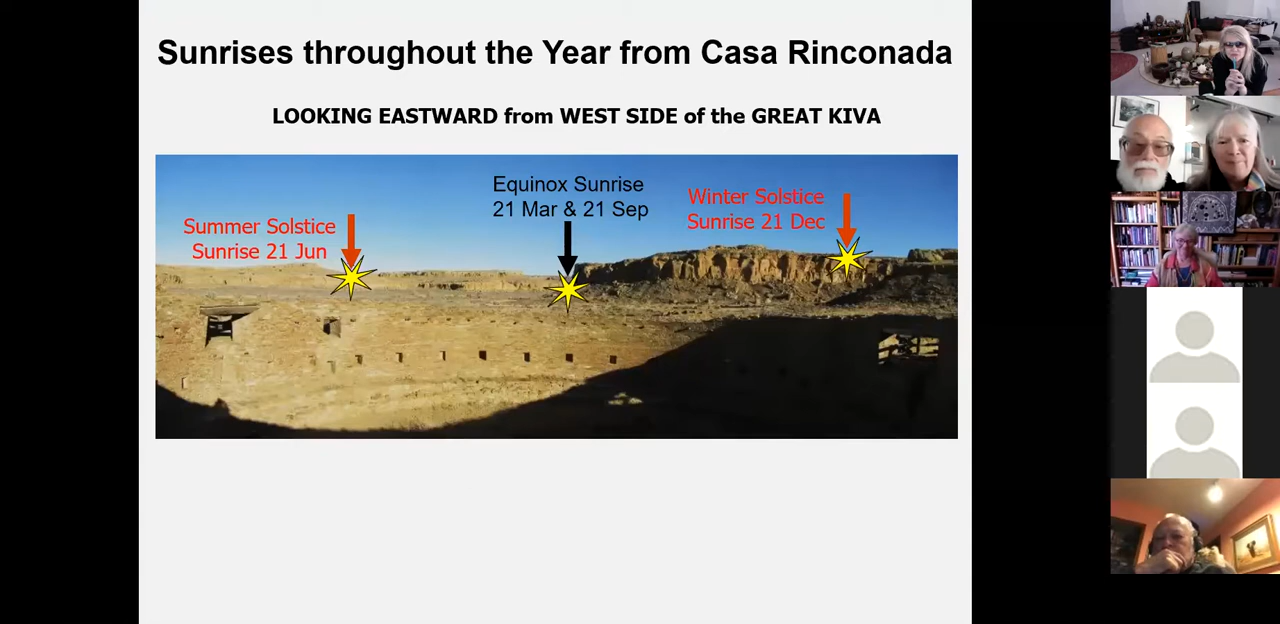 Sunrises throughout the Year from Casa Rinconada
LOOKING EASTWARD from WEST SIDE of the GREAT KIVA
Equinox Sunrise
21 Mar & 21 Sep
Winter Solstice
Sunrise 21 Dec
Summer Solstice
Sunrise 21 Jun